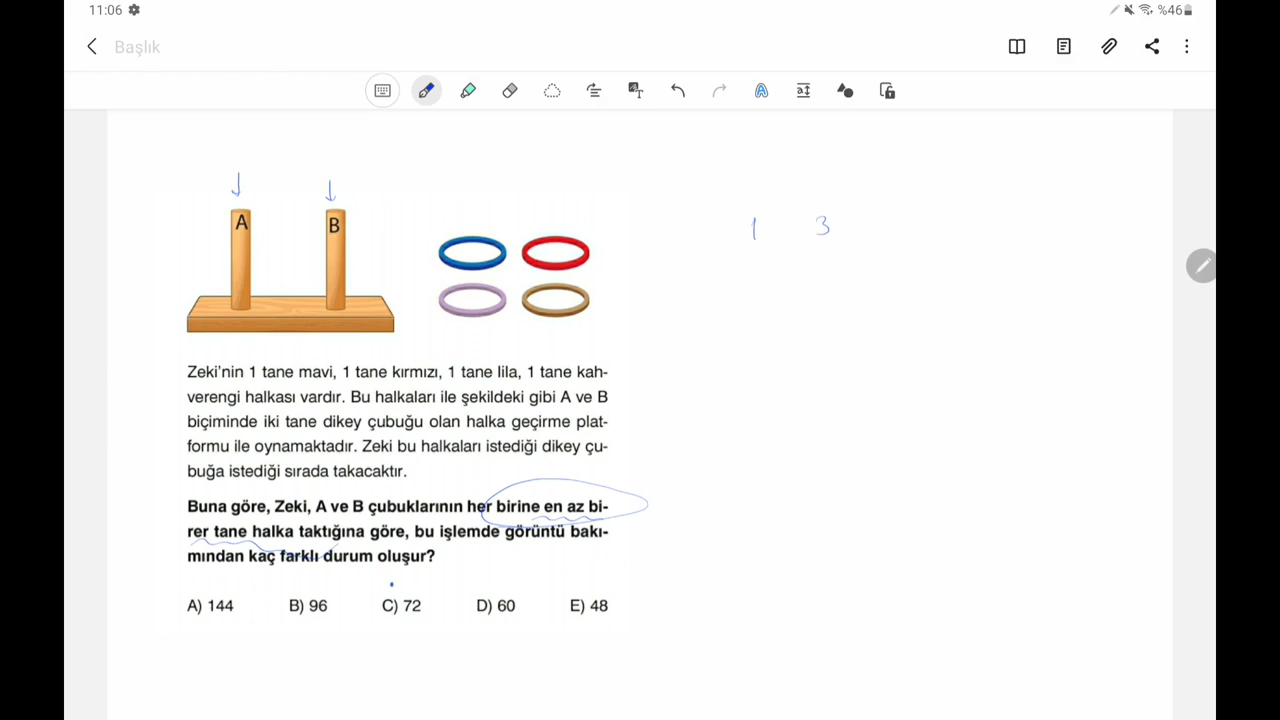 11:06
%46
Başlık
A
B
1 3
Zeki'nin 1 tane mavi, 1 tane kırmızı, 1 tane lila, 1 tane kah-
verengi halkası vardır. Bu halkaları ile şekildeki gibi A ve B
biçiminde iki tane dikey çubuğu olan halka geçirme plat-
formu ile oynamaktadır. Zeki bu halkaları istediği dikey çu-
buğa istediği sırada takacaktır.
Buna göre, Zeki, A ve B çubuklarının her birine en az bi-
rer tane halka taktığına göre, bu işlemde görüntü bakı-
mından kaç farklı durum oluşur?
A) 144 B) 96 C) 72 D) 60 E) 48